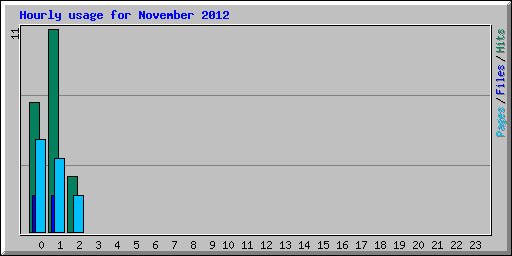 Hourly usage for November 2012
11
Pages/Files/Hits
0 1 2 3 4 5 6 7 8 9 10 11 12 13 14 15 16 17 18 19 20 21 22 23